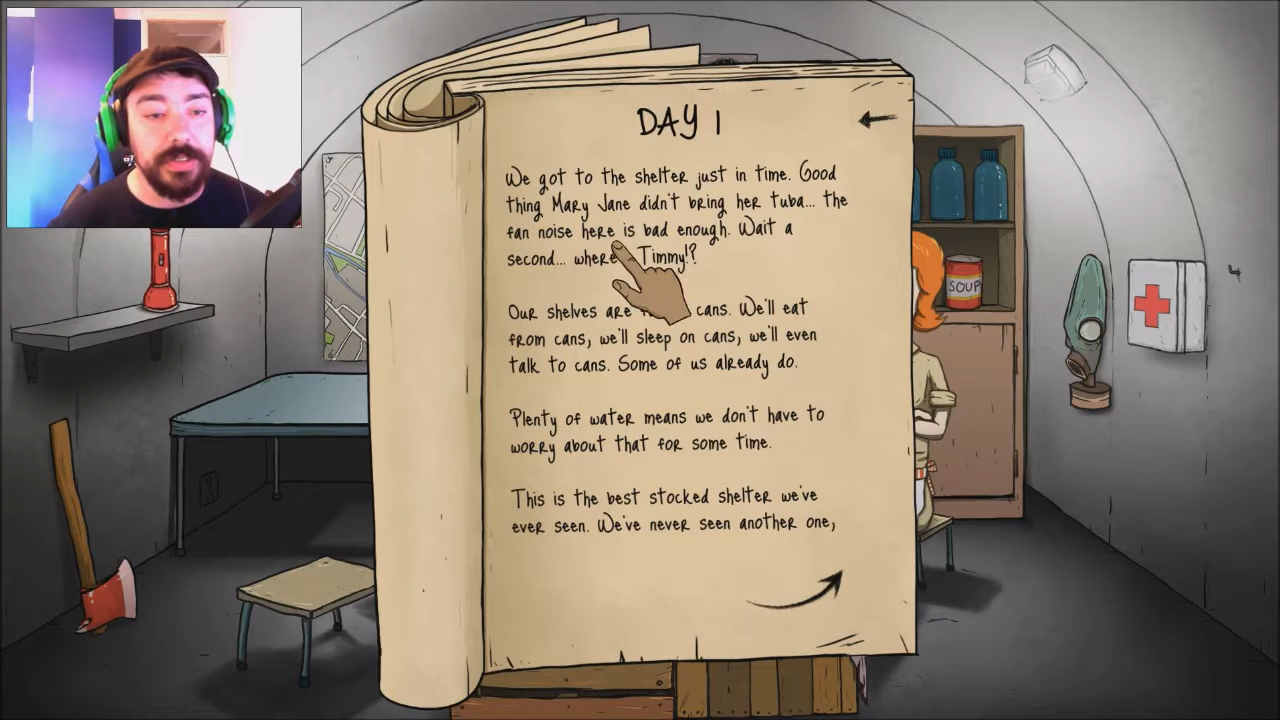 DAY 1
We got to the shelter just in time. Good
thing Mary Jane didn't bring her tuba... the
fan noise here is bad enough. Wait a
second... where Timmy!?
Our shelves are cans. We'll eat
from cans, we'll sleep on cans, we'll even
talk to cans. Some of us already do.
Plenty of water means we don't have to
worry about that for some time.
This is the best stocked shelter we've
ever seen. We've never seen another one,
SOUP